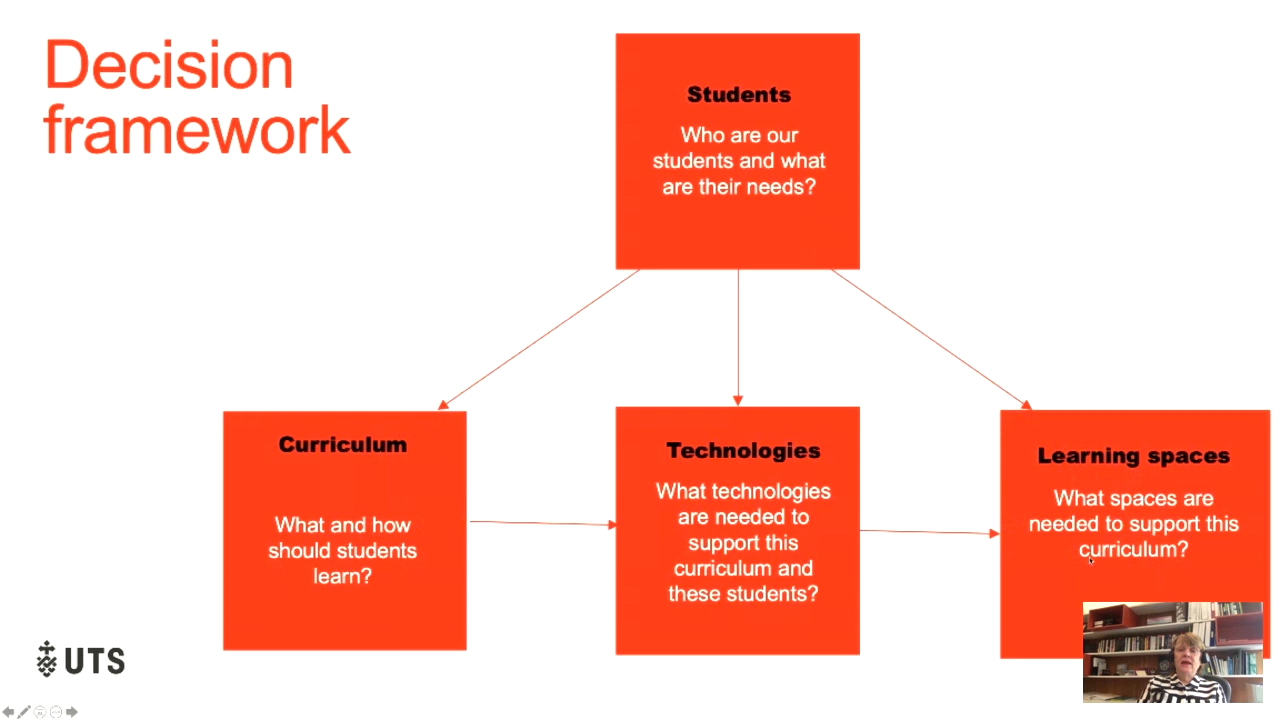 Decision
framework
Students
Who are our
students and what
are their needs?
Curriculum
What and how
should students
learn?
Technologies
What technologies
are needed to
support this
curriculum and
these students?
Learning spaces
What spaces are
needed to support this
curriculum?
UTS